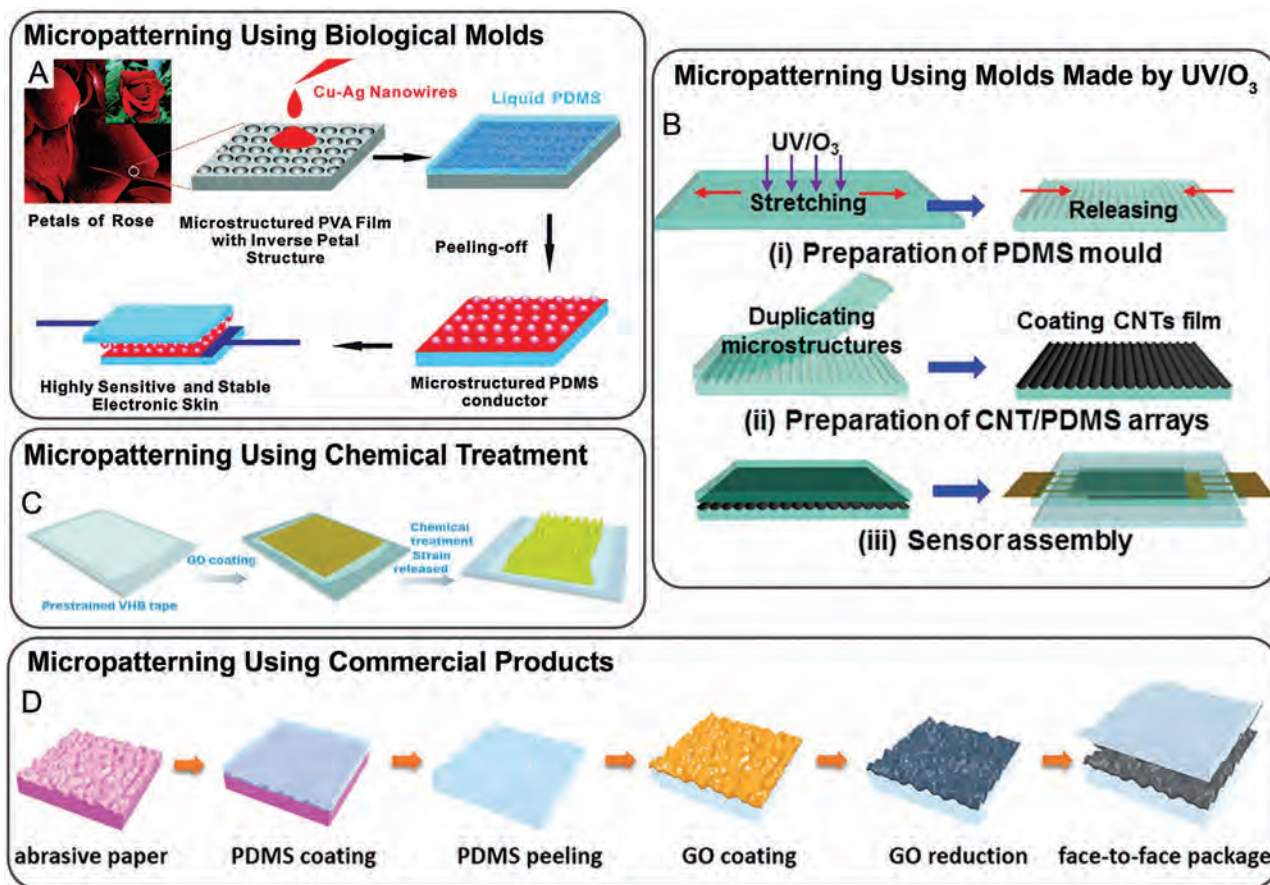 Micropatterning Using Biological Molds
A
Cu-Ag Nanowires
Liquid PDMS
Petals of Rose
Microstructured PVA Film
with Inverse Petal
Structure
Peeling-off
Highly Sensitive and Stable
Electronic Skin
Microstructured PDMS
conductor
Micropatterning Using Molds Made by UV/O₃
B
UV/O₃
Stretching
Releasing
(i) Preparation of PDMS mould
Duplicating
microstructures
Coating CNTs film
(ii) Preparation of CNT/PDMS arrays
(iii) Sensor assembly
Micropatterning Using Chemical Treatment
C
GO coating
Chemical
treatment
Strain
released
Prestrained VHB tape
Micropatterning Using Commercial Products
D
abrasive paper
PDMS coating
PDMS peeling
GO coating
GO reduction
face-to-face package